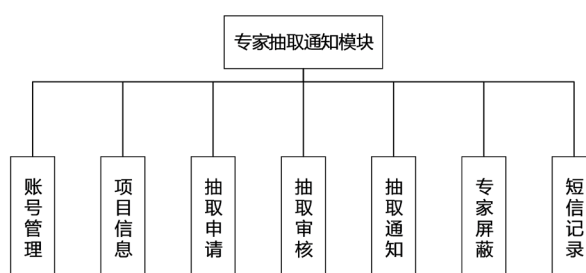 专家抽取通知模块
账号管理
项目信息
抽取申请
抽取审核
抽取通知
专家屏蔽
短信记录